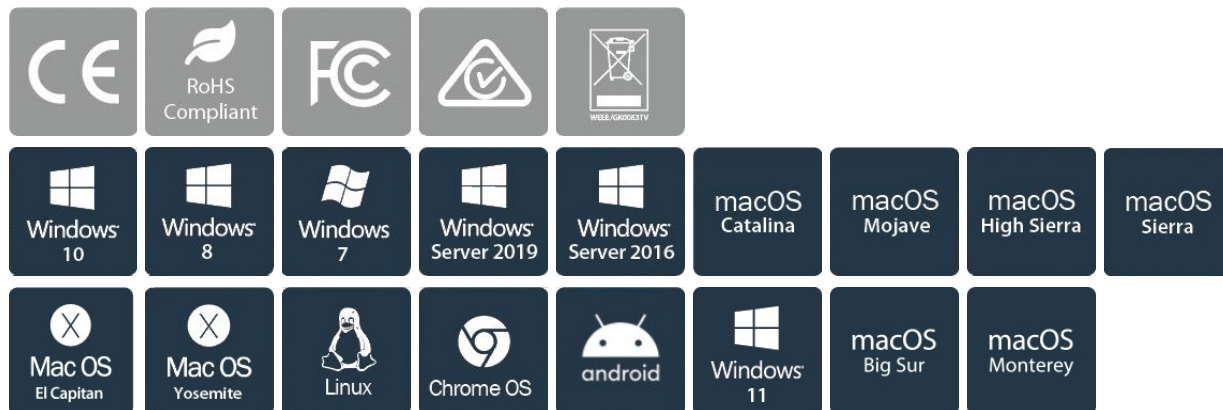 CE
RoHS
Compliant
FC
WEEE/GK0063TV
Windows
10
Windows
8
Windows
7
Windows
Server 2019
Windows
Server 2016
macOS
Catalina
macOS
Mojave
macOS
High Sierra
macOS
Sierra
X
Mac OS
El Capitan
X
Mac OS
Yosemite
Linux
Chrome OS
android
Windows
11
macOS
Big Sur
macOS
Monterey